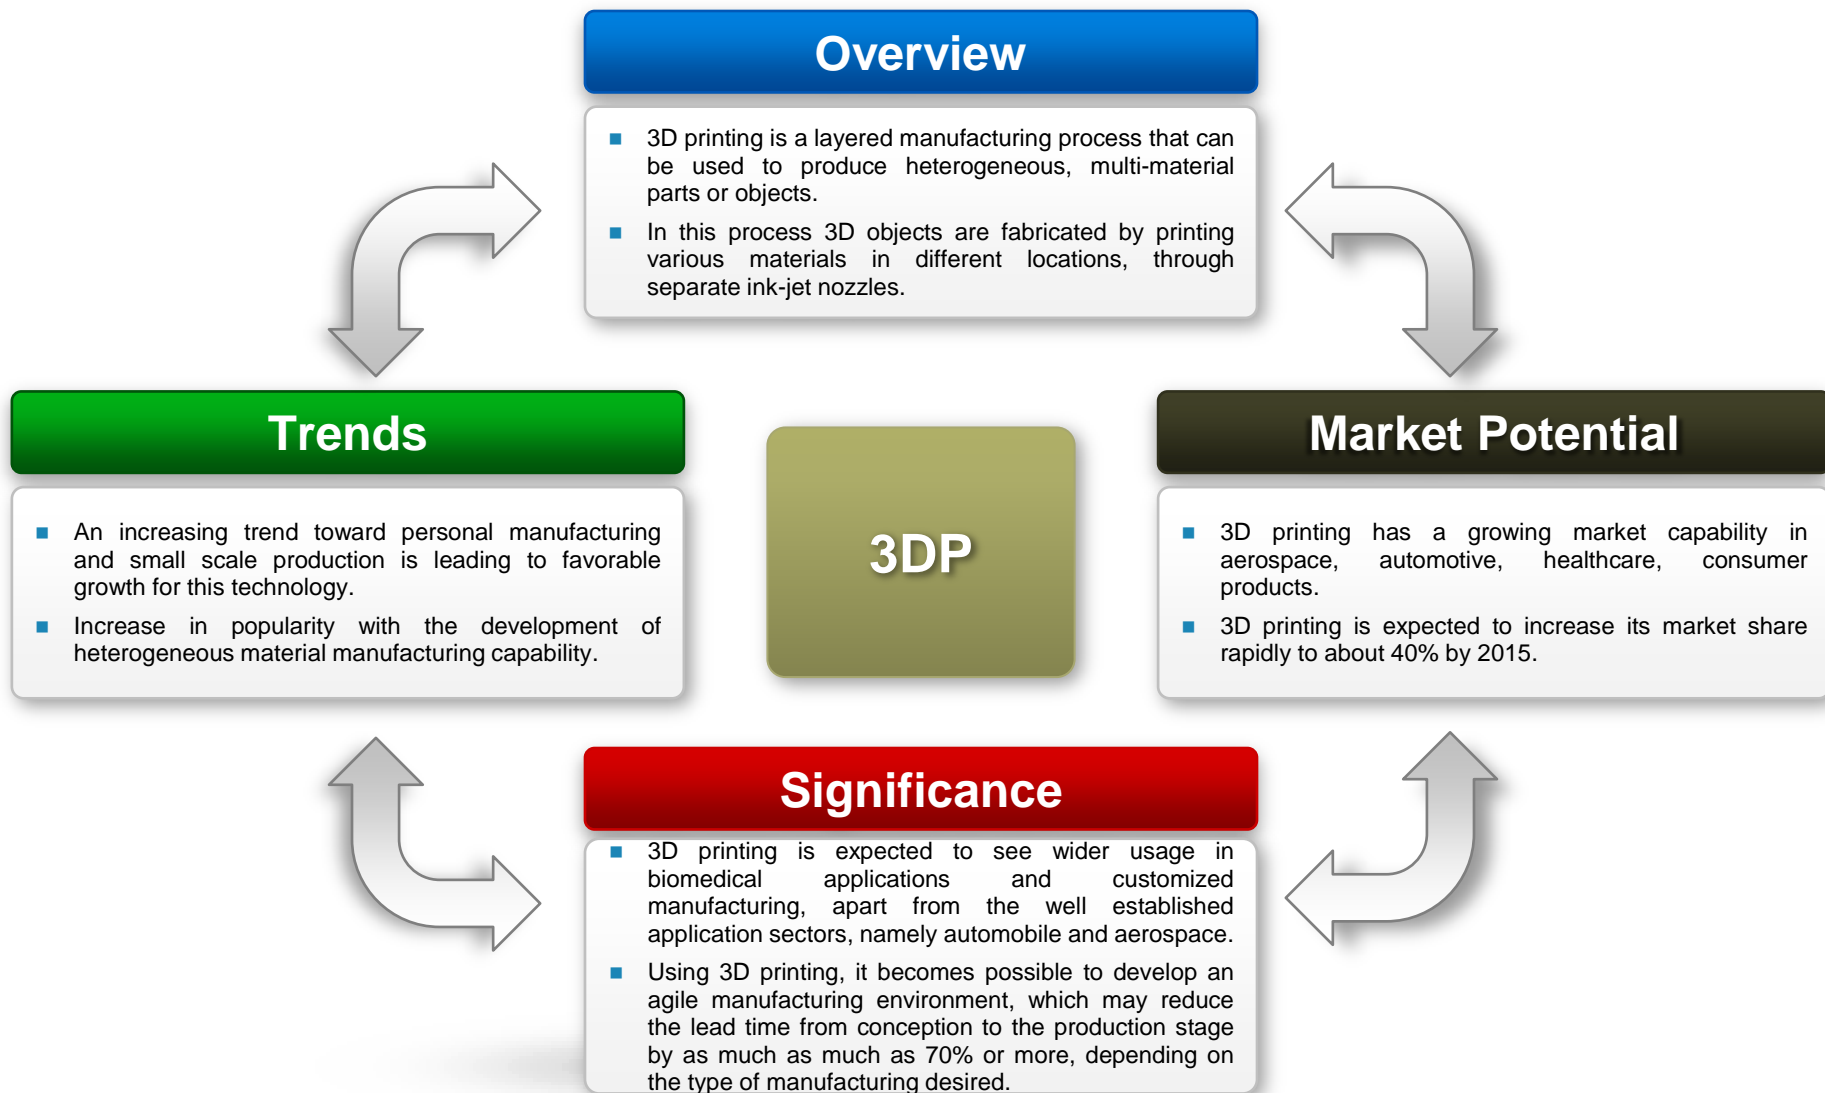 Overview
3D printing is a layered manufacturing process that can
be used to produce heterogeneous, multi-material
parts or objects.
In this process 3D objects are fabricated by printing
various materials in different locations, through
separate ink-jet nozzles.
Trends
An increasing trend toward personal manufacturing
and small scale production is leading to favorable
growth for this technology.
Increase in popularity with the development of
heterogeneous material manufacturing capability.
3DP
Market Potential
3D printing has a growing market capability in
aerospace, automotive, healthcare, consumer
products.
3D printing is expected to increase its market share
rapidly to about 40% by 2015.
Significance
3D printing is expected to see wider usage in
biomedical applications and customized
manufacturing, apart from the well established
application sectors, namely automobile and aerospace.
Using 3D printing, it becomes possible to develop an
agile manufacturing environment, which may reduce
the lead time from conception to the production stage
by as much as much as 70% or more, depending on
the type of manufacturing desired.